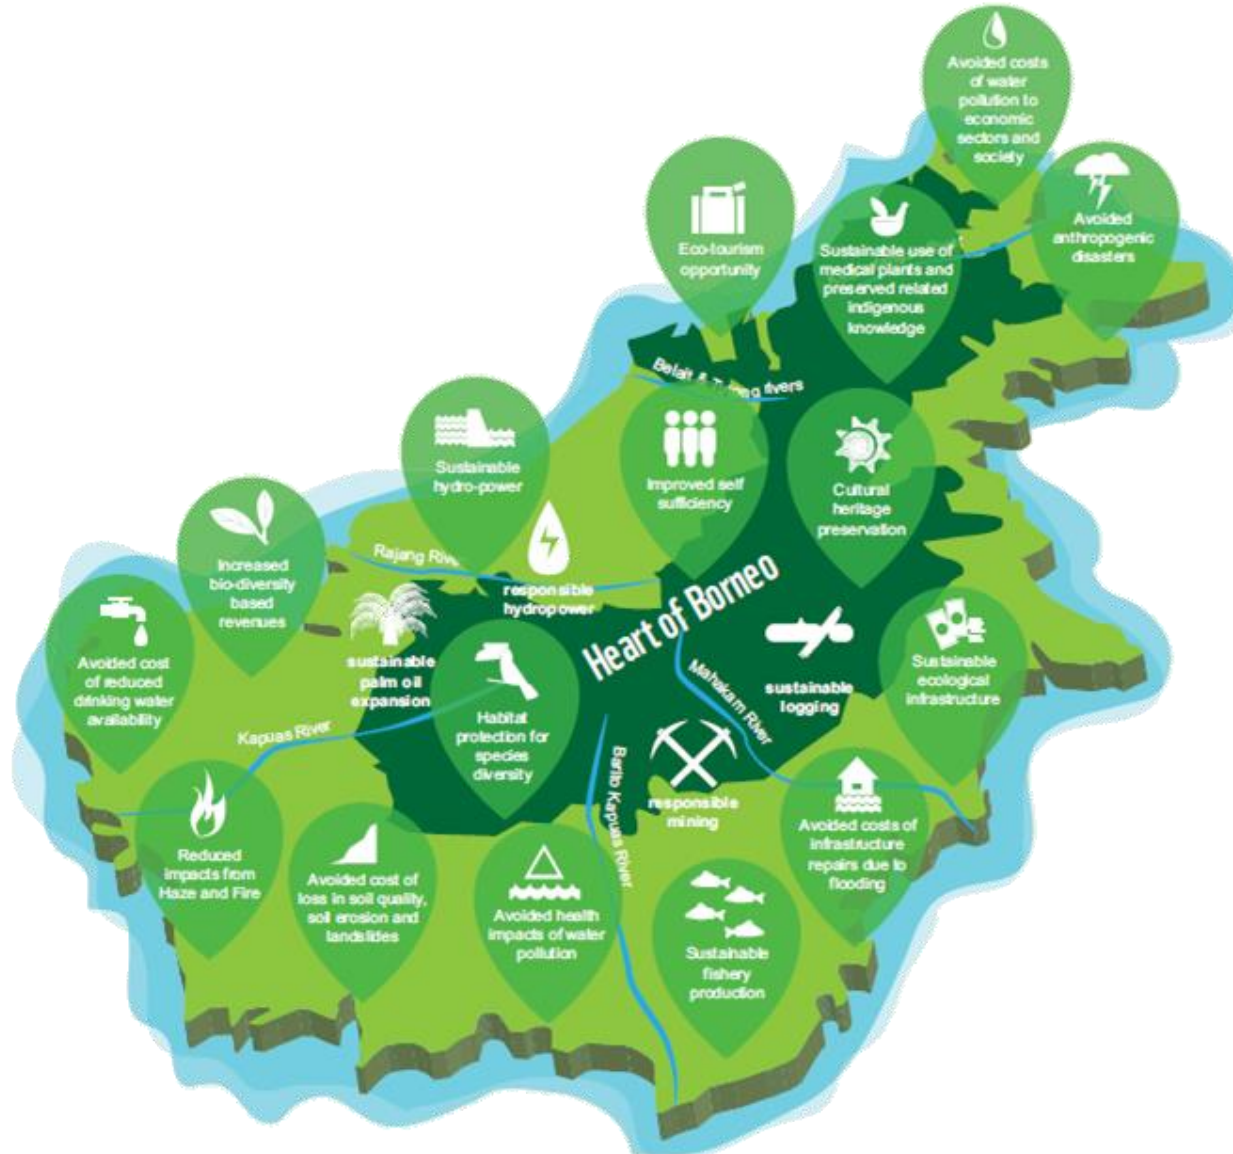 Avoided costs
of water
pollution to
economic
sectors and
society
Avoided
anthropogenic
disasters
Eco-tourism
opportunity
Sustainable use of
medical plants and
preserved related
indigenous
knowledge
Belait & Tutong rivers
Sustainable
hydro-power
Improved self
sufficiency
Cultural
heritage
preservation
Increased
bio-diversity
based
revenues
Rajang River
responsible
hydropower
Heart of Borneo
Avoided cost
of reduced
drinking water
availability
sustainable
palm oil
expansion
Habitat
protection for
species
diversity
Mahakam River
sustainable
logging
Sustainable
ecological
infrastructure
Kapuas River
Barito Kapuas River
responsible
mining
Avoided costs of
infrastructure
repairs due to
flooding
Reduced
impacts from
Haze and Fire
Avoided cost of
loss in soil quality,
soil erosion and
landslides
Avoided health
impacts of water
pollution
Sustainable
fishery
production